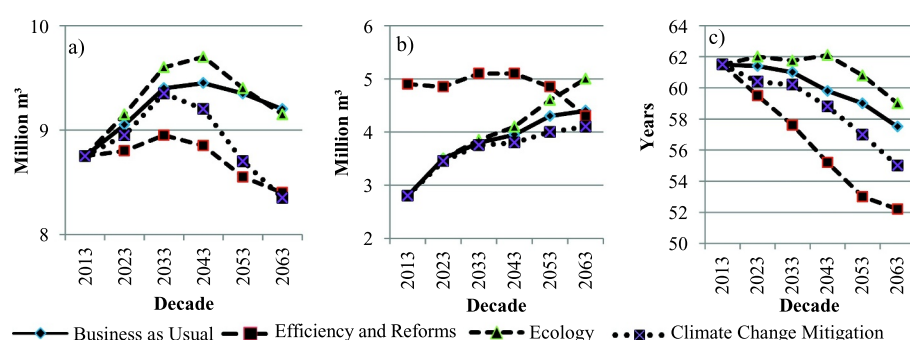 a)
Million m³
10
9
8
2013 2023 2033 2043 2053 2063
Decade
b)
Million m³
6
5
4
3
2
2013 2023 2033 2043 2053 2063
Decade
c)
Years
64
62
60
58
56
54
52
50
2013 2023 2033 2043 2053 2063
Decade
Business as Usual Efficiency and Reforms Ecology Climate Change Mitigation